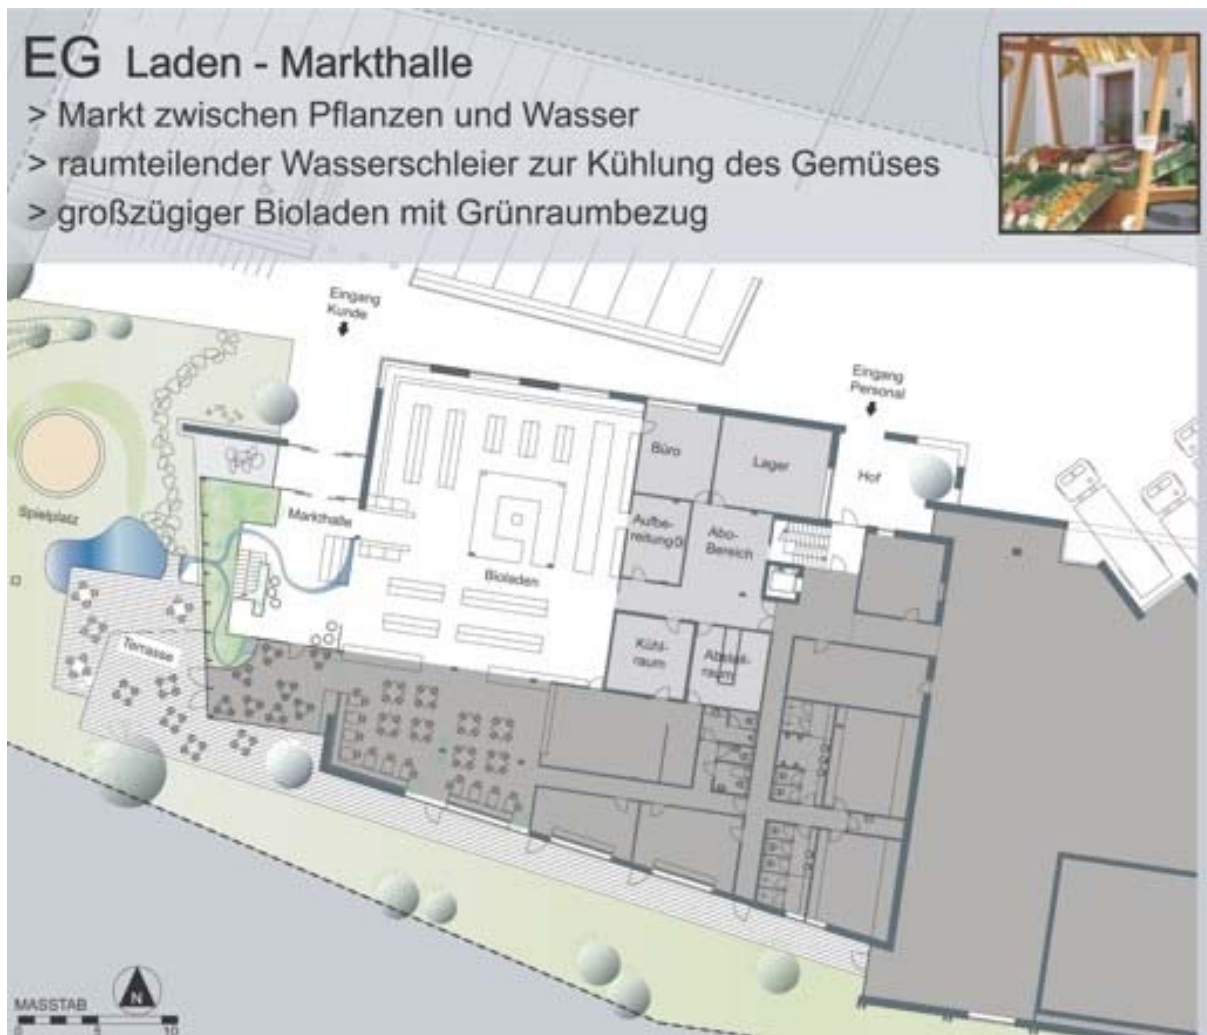 EG Laden - Markthalle
> Markt zwischen Pflanzen und Wasser
> raumteilender Wasserschleier zur Kühlung des Gemüses
> großzügiger Bioladen mit Grünraumbezug
Eingang
Kunde
Eingang
Personal
Büro
Lager
Hof
Spielplatz
Markthalle
Aufbe-
reitung
Abo-
Bereich
Bioladen
Terrasse
Kühl-
raum
Abstell-
raum
N
MASSTAB
0 5 10